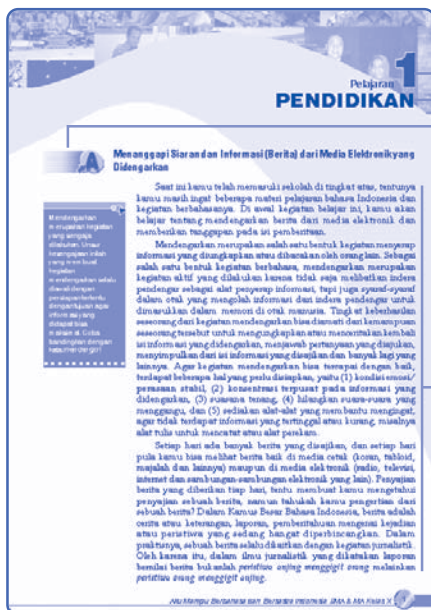 Pelajaran 1
PENDIDIKAN
A
Menanggapi Siaran dan Informasi (Berita) dari Media Elektronik yang
Didengarkan
Saat ini kamu telah memasuki sekolah di tingkat atas, tentunya
kamu masih ingat beberapa materi pelajaran bahasa Indonesia dan
kegiatan berbahasanya. Di awal kegiatan belajar ini, kamu akan
belajar tentang mendengarkan berita dari media elektronik dan
memberikan tanggapan pada isi pemberitaan.
Mendengarkan
merupakan kegiatan
yang sengaja
dilakukan. Unsur
kesengajaan inilah
yang membuat
kegiatan
mendengarkan selalu
diawali dengan
persiapan tertentu
dengan tujuan agar
informasi yang
didapat bisa
maksimal. Coba
bandingkan dengan
kata mendengar!
Mendengarkan merupakan salah satu bentuk kegiatan menyerap
informasi yang diungkapkan atau dibacakan oleh orang lain. Sebagai
salah satu bentuk kegiatan berbahasa, mendengarkan merupakan
kegiatan aktif yang dilakukan karena tidak saja melibatkan indera
pendengar sebagai alat penyerap informasi, tapi juga syaraf-syaraf
dalam otak yang mengolah informasi dari indera pendengar untuk
dimasukkan dalam memori di otak manusia. Tingkat keberhasilan
seseorang dari kegiatan mendengarkan bisa diamati dari kemampuan
seseorang tersebut untuk mengungkapkan atau menceritakan kembali
isi informasi yang didengarkan, menjawab pertanyaan yang diajukan,
menyimpulkan dari isi informasi yang disajikan dan banyak lagi yang
lainnya. Agar kegiatan mendengarkan bisa tercapai dengan baik,
terdapat beberapa hal yang perlu disiapkan, yaitu (1) kondisi emosi/
perasaan stabil, (2) konsentrasi terpusat pada informasi yang
didengarkan, (3) suasana tenang, (4) hilangkan suara-suara yang
mengganggu, dan (5) sediakan alat-alat yang membantu mengingat,
agar tidak terdapat informasi yang tertinggal atau kurang, misalnya
alat tulis untuk mencatat atau alat perekam.
Setiap hari ada banyak berita yang disajikan, dan setiap hari
pula kamu bisa melihat berita baik di media cetak (koran, tabloid,
majalah dan lainnya) maupun di media elektronik (radio, televisi,
internet dan sambungan-sambungan elektronik yang lain). Penyajian
berita yang diberikan tiap hari, tentu membuat kamu mengetahui
penyajian sebuah berita, namun tahukah kamu pengertian dari
sebuah berita? Dalam Kamus Besar Bahasa Indonesia, berita adalah
cerita atau keterangan, laporan, pemberitahuan mengenai kejadian
atau peristiwa yang sedang hangat diperbincangkan. Dalam
praktisnya, sebuah berita selalu dikaitkan dengan kegiatan jurnalistik.
Oleh karena itu, dalam ilmu jurnalistik yang dikatakan laporan
bernilai berita bukanlah peristiwa anjing menggigit orang melainkan
peristiwa orang menggigit anjing.
Aku Mampu Berbahasa dan Bersastra Indonesia SMA & MA Kelas X